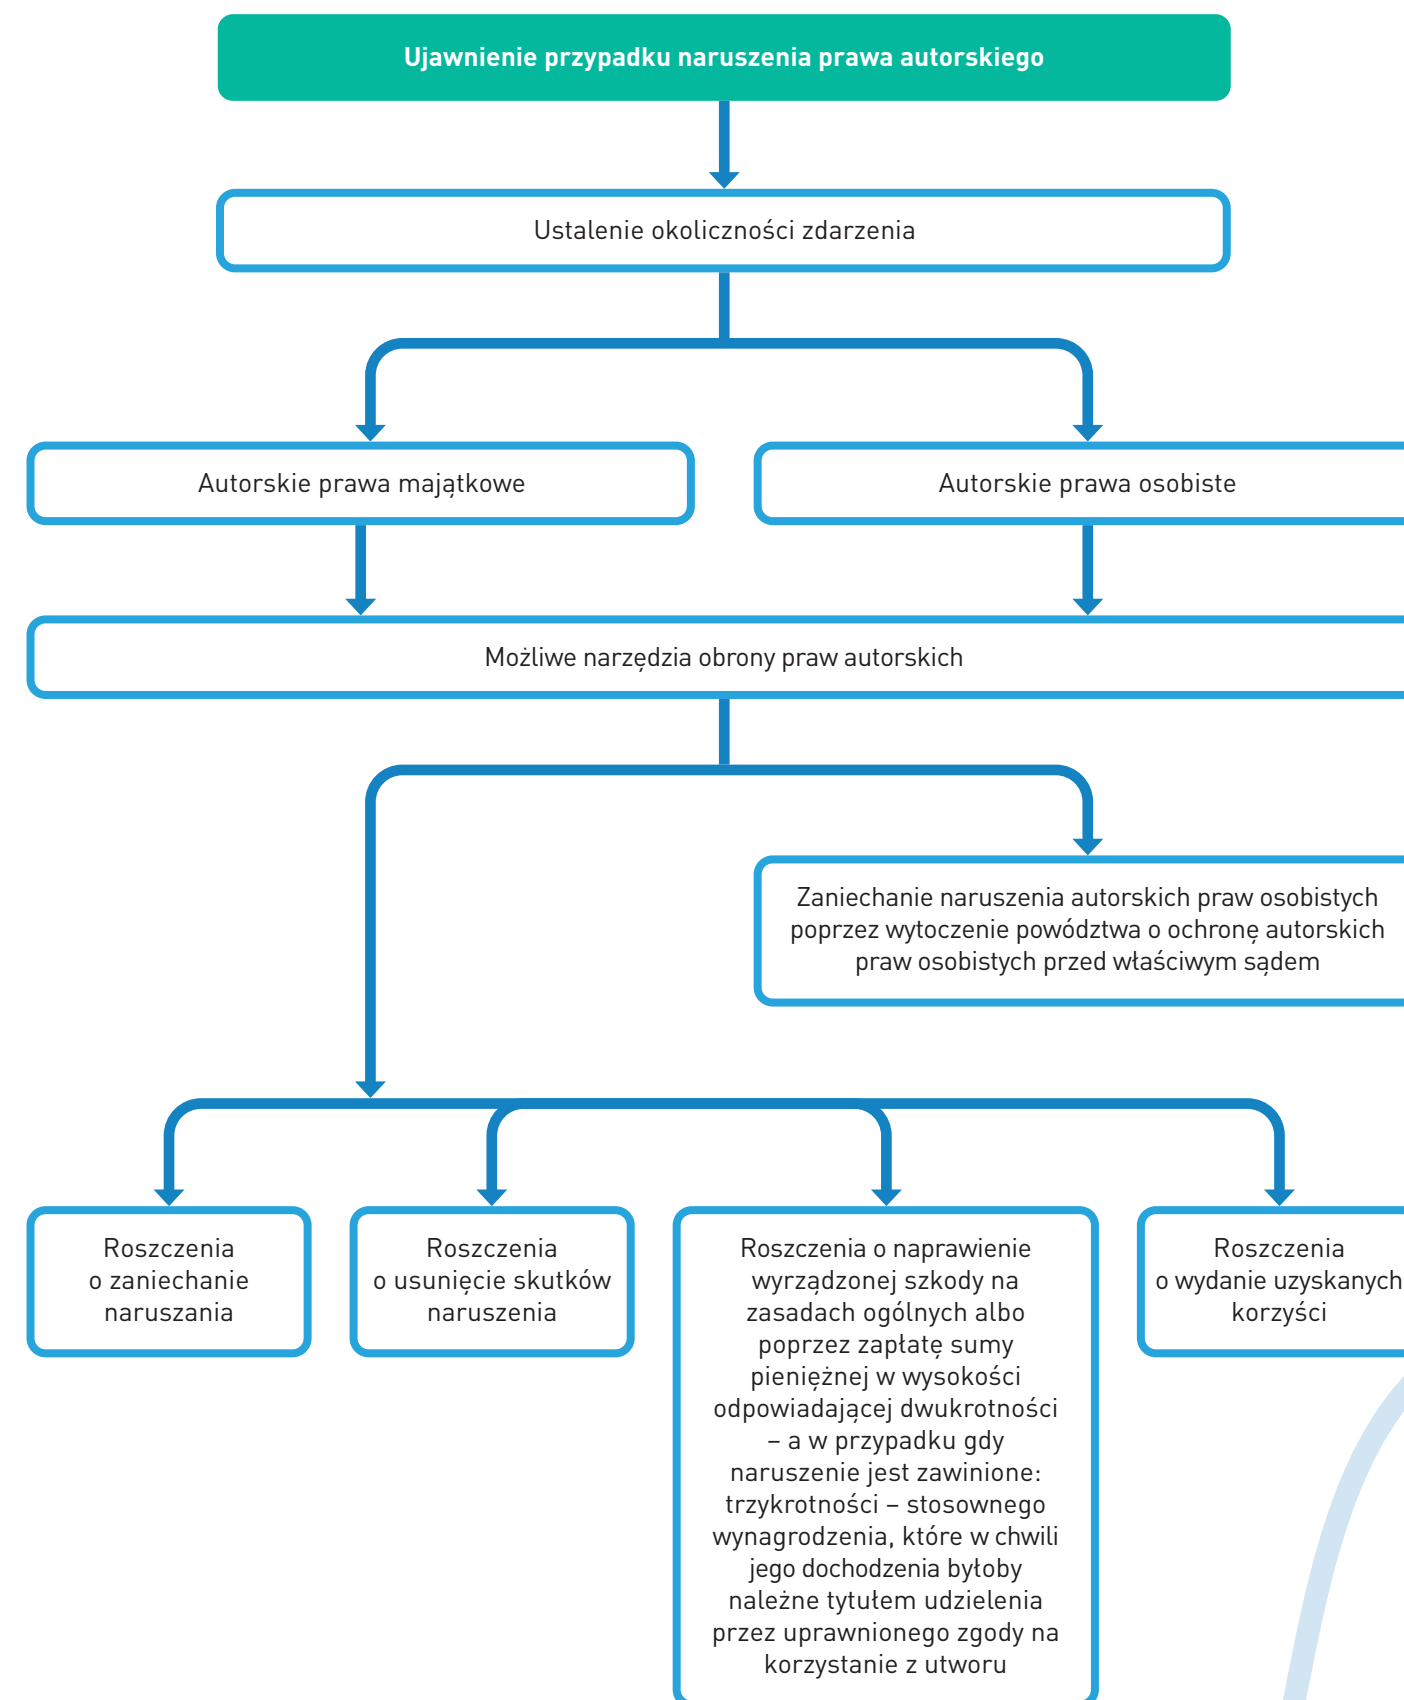 Ujawnienie przypadku naruszenia prawa autorskiego
Ustalenie okoliczności zdarzenia
Autorskie prawa majątkowe
Autorskie prawa osobiste
Możliwe narzędzia obrony praw autorskich
Zaniechanie naruszenia autorskich praw osobistych
poprzez wytoczenie powództwa o ochronę autorskich
praw osobistych przed właściwym sądem
Roszczenia
o zaniechanie
naruszania
Roszczenia
o usunięcie skutków
naruszenia
Roszczenia o naprawienie
wyrządzonej szkody na
zasadach ogólnych albo
poprzez zapłatę sumy
pieniężnej w wysokości
odpowiadającej dwukrotności
– a w przypadku gdy
naruszenie jest zawinione:
trzykrotności – stosownego
wynagrodzenia, które w chwili
jego dochodzenia byłoby
należne tytułem udzielenia
przez uprawnionego zgody na
korzystanie z utworu
Roszczenia
o wydanie uzyskanych
korzyści